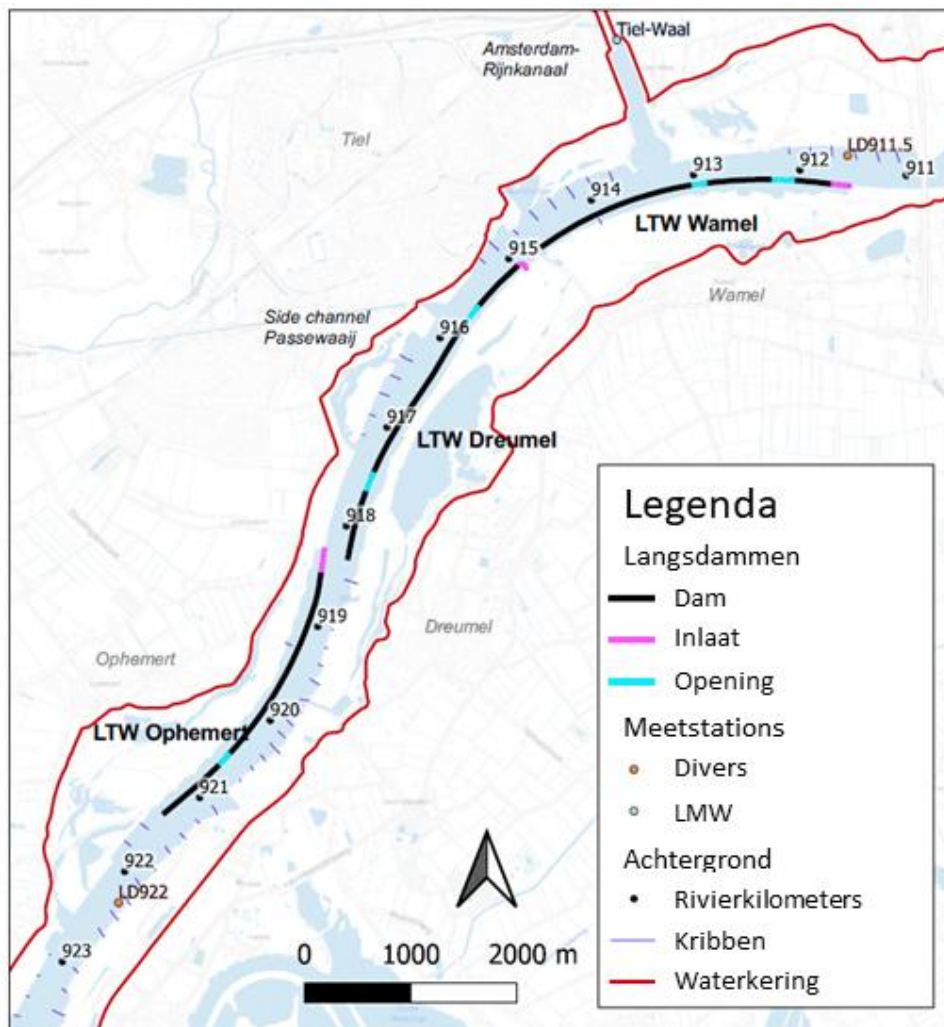 Tiel-Waal
Amsterdam-
Rijnkanaal
Tiel
LD911.5
913
912
911
914
LTW Wamel
915
Wamel
Side channel
Passewaaij
916
917
LTW Dreumel
918
919
Dreumel
Ophemert
920
LTW Ophemert
921
922
LD922
923
0 1000 2000 m
Legenda
Langsdammen
Dam
Inlaat
Opening
Meetstations
Divers
LMW
Achtergrond
Rivierkilometers
Kribben
Waterkering